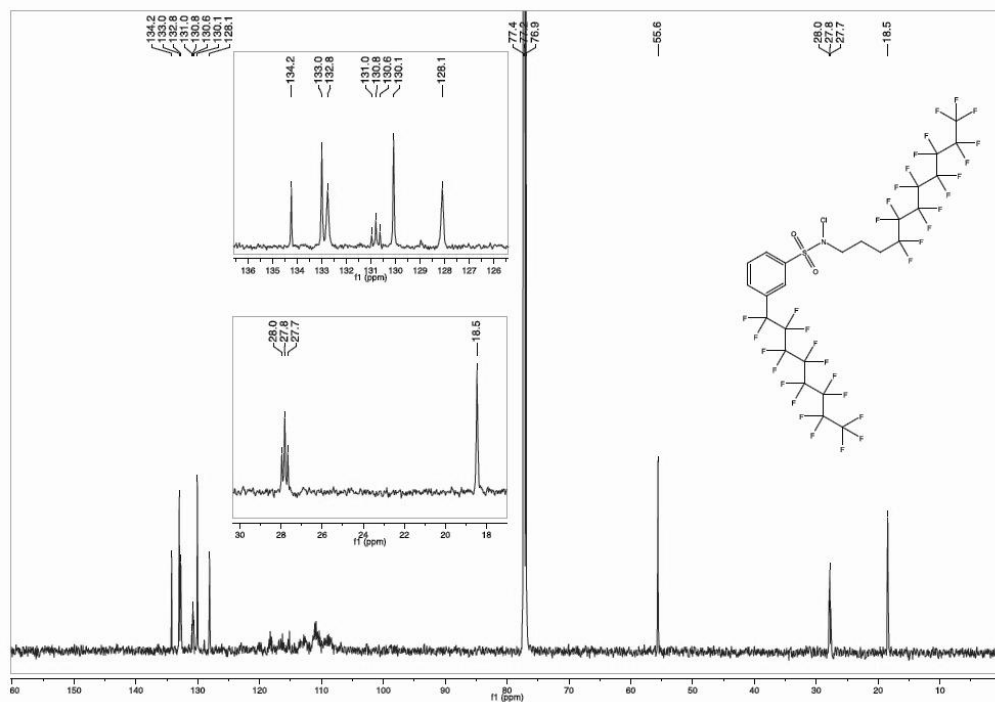 134.2
133.0
132.8
131.0
130.8
130.6
130.1
128.1
77.4
77.2
76.9
55.6
28.0
27.8
27.7
18.5
134.2
133.0
132.8
131.0
130.8
130.6
130.1
128.1
136 135 134 133 132 131 130 129 128 127 126
f1 (ppm)
28.0
27.8
27.7
18.5
30 28 26 24 22 20 18
f1 (ppm)
F F
F F
F F
F F
F F
F F
F F
F F
F
Cl
O
S N
O
F F
F F
F F
F F
F F
F F
F F
F F
F
60 150 140 130 120 110 100 90 80 70 60 50 40 30 20 10
f1 (ppm)